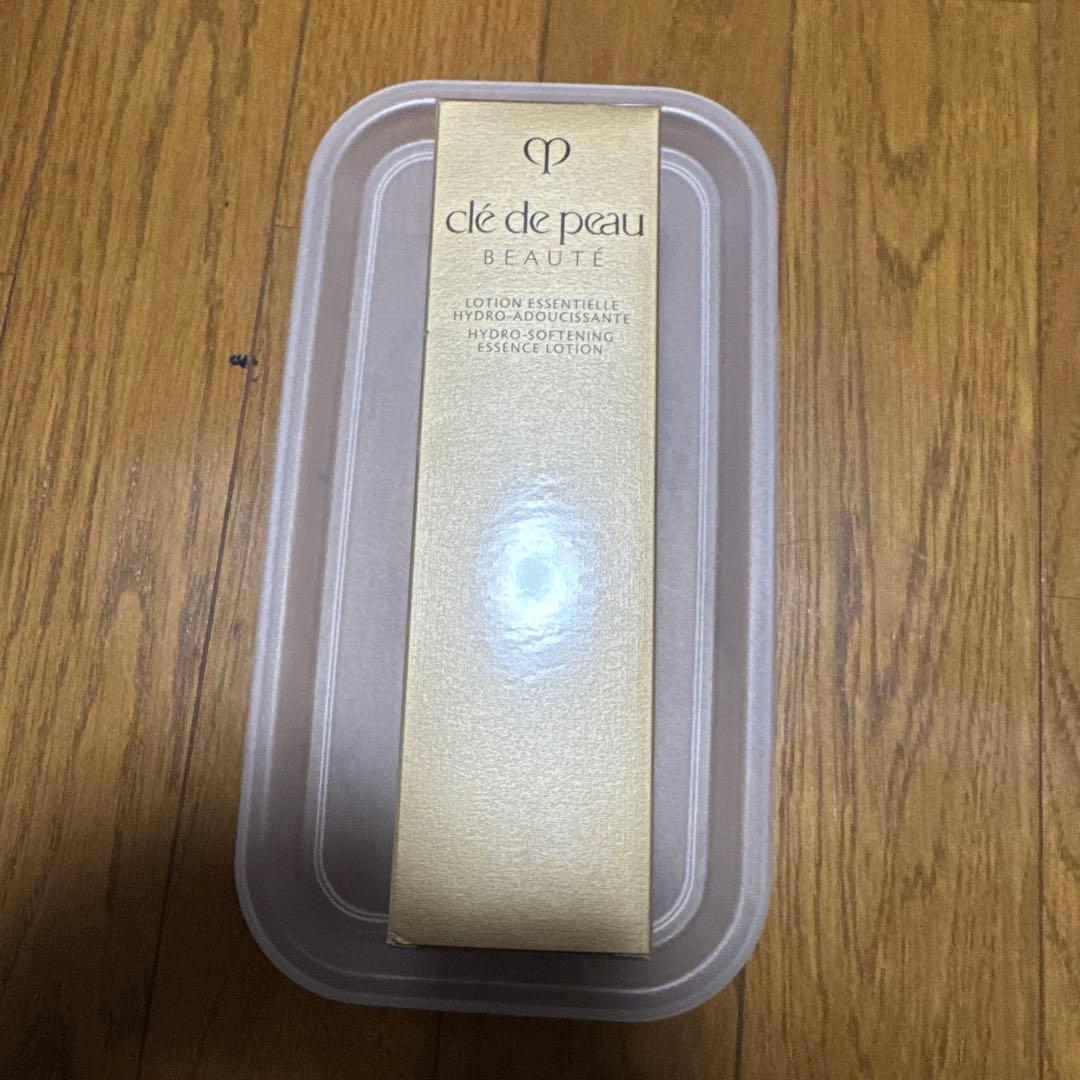 clé de peau
BEAUTÉ
LOTION ESSENTIELLE
HYDRO-ADOUCISSANTE
HYDRO-SOFTENING
ESSENCE LOTION